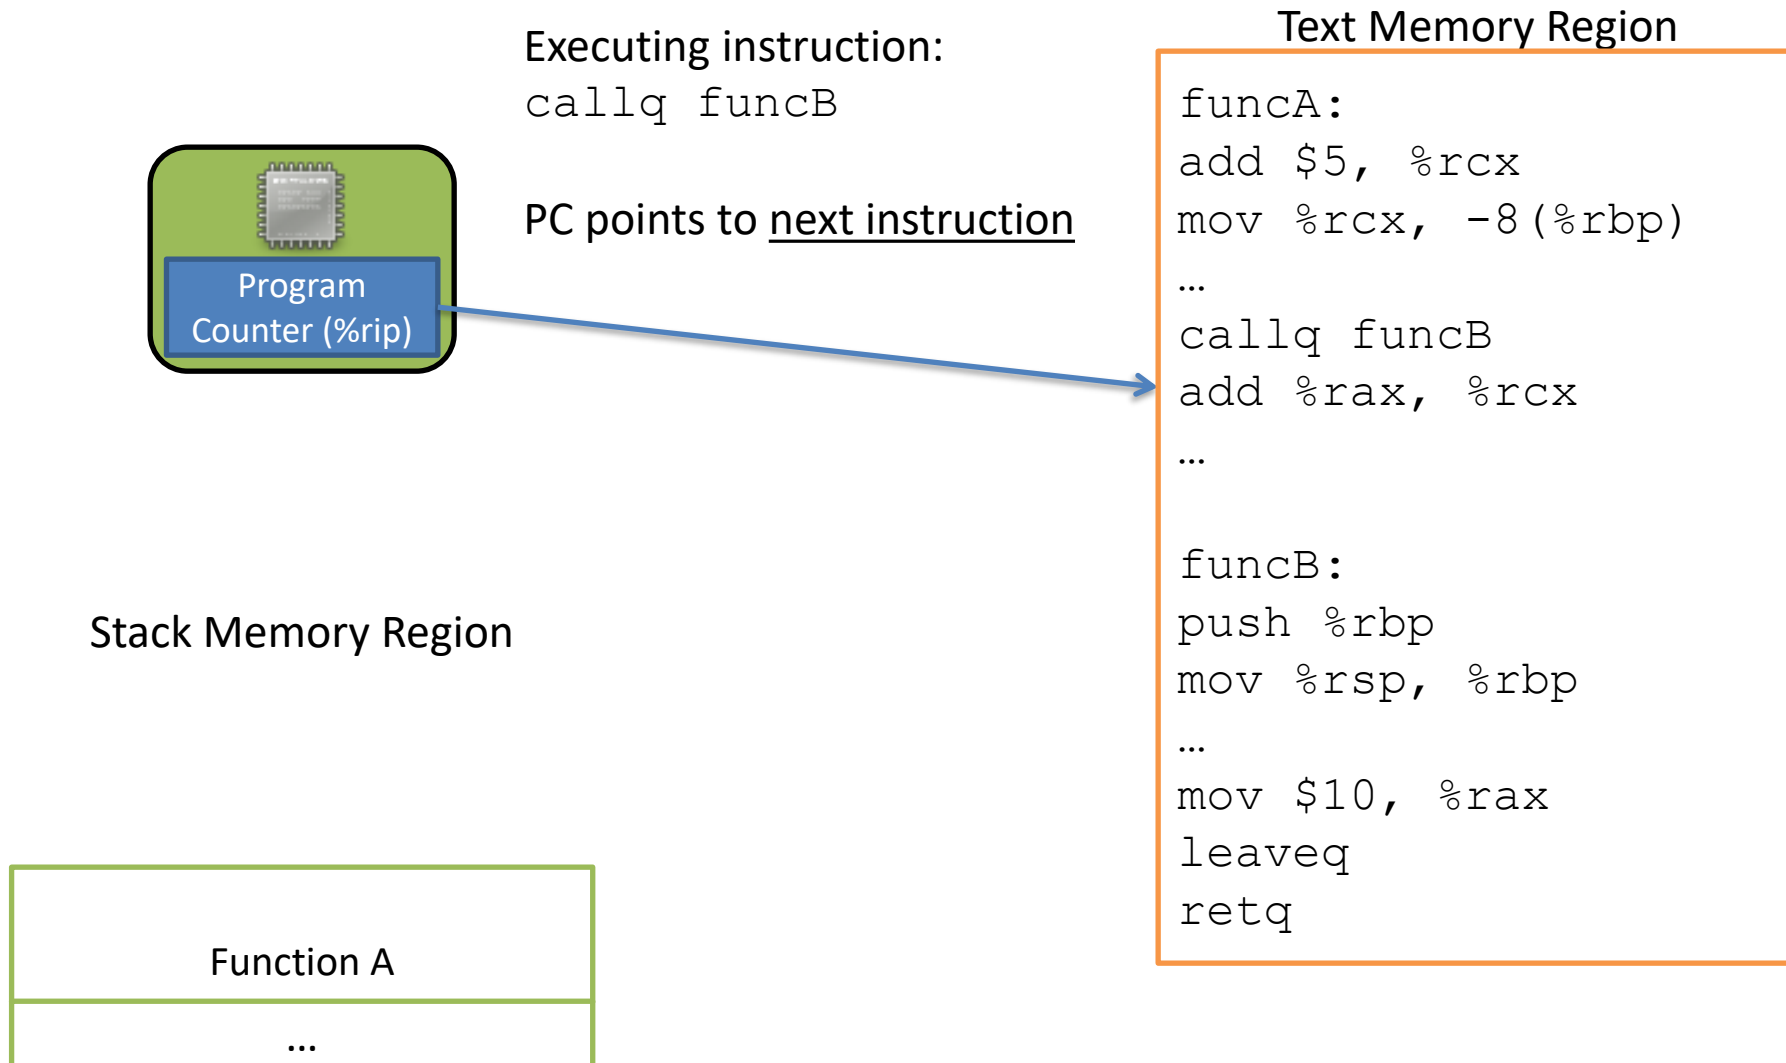 Executing instruction:
callq funcB
PC points to next instruction
Program
Counter (%rip)
Stack Memory Region
Function A
…
Text Memory Region
funcA:
add $5, %rcx
mov %rcx, -8(%rbp)
…
callq funcB
add %rax, %rcx
…
funcB:
push %rbp
mov %rsp, %rbp
…
mov $10, %rax
leaveq
retq